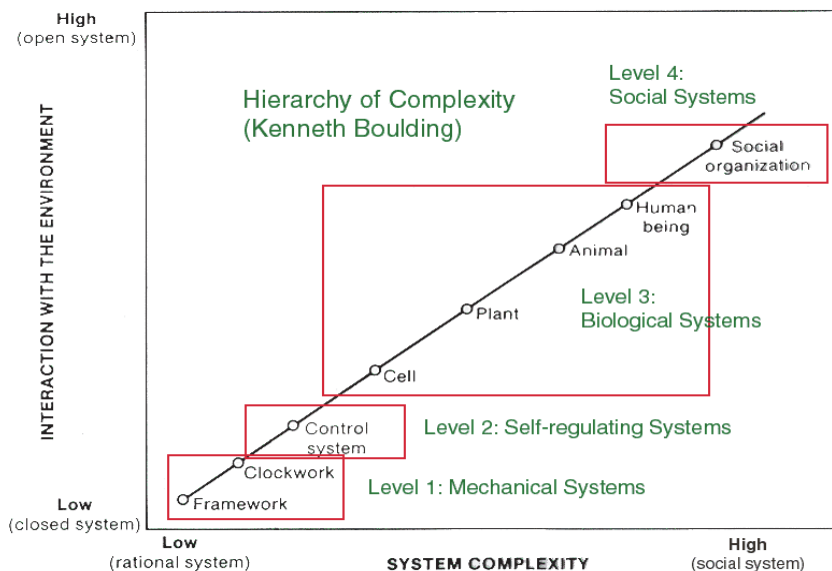 High
(open system)
Level 4:
Social Systems
Hierarchy of Complexity
(Kenneth Boulding)
Social
organization
Human
being
Animal
Level 3:
Biological Systems
Plant
Cell
Control
system
Level 2: Self-regulating Systems
Clockwork
Level 1: Mechanical Systems
Framework
INTERACTION WITH THE ENVIRONMENT
Low
(closed system)
Low
(rational system)
SYSTEM COMPLEXITY
High
(social system)